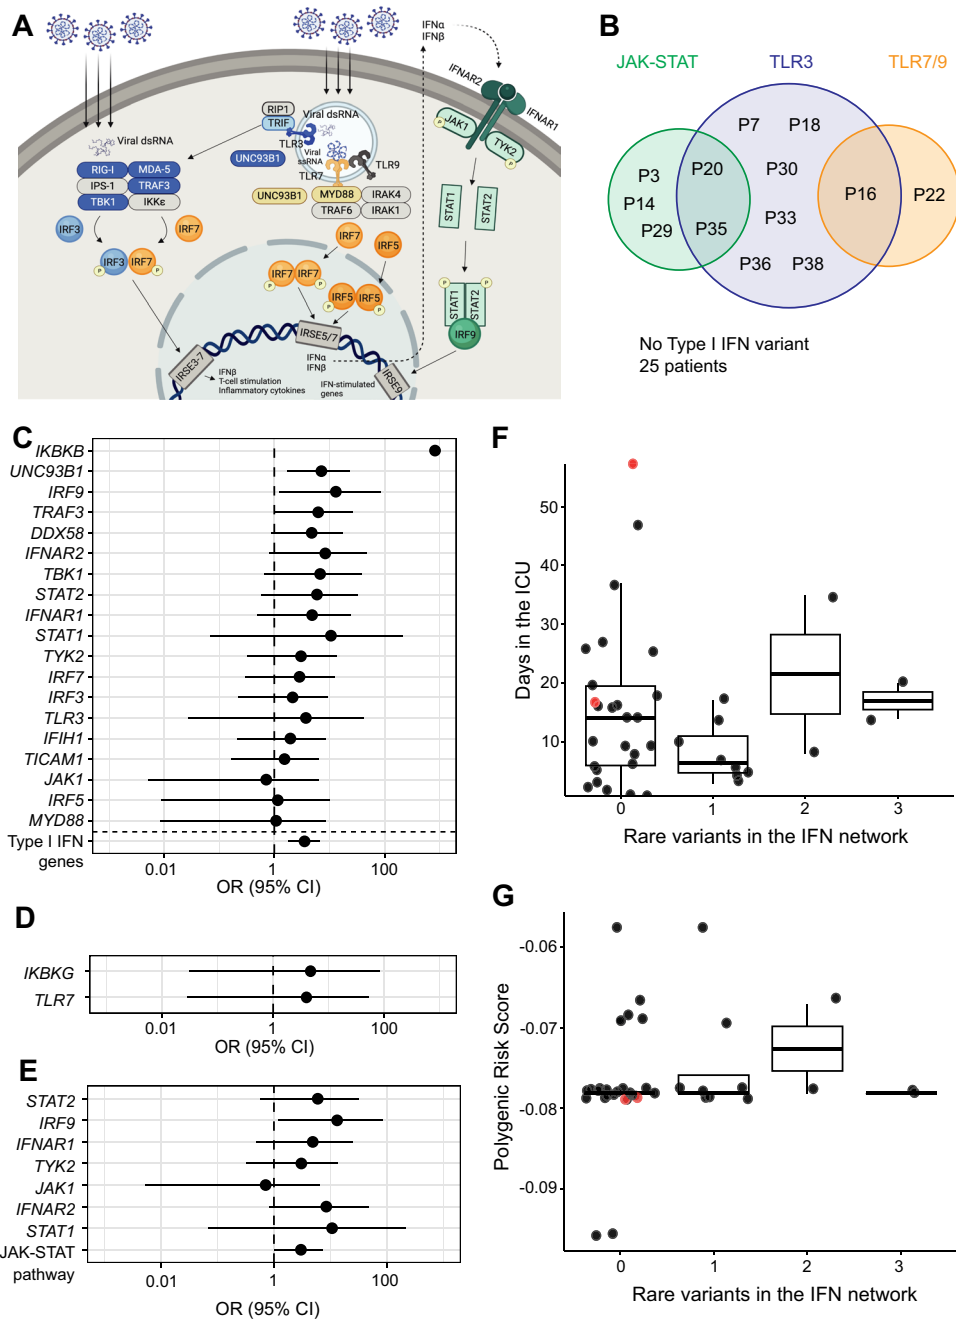 A
IFNα
IFNβ
IFNAR2
IFNAR1
JAK1
P
TYK2
P
Viral dsRNA
RIG-I
MDA-5
IPS-1
TRAF3
TBK1
IKKε
IRF3
IRF7
P
IRF3
IRF7
P
RIP1
TRIF
Viral dsRNA
TLR3
Viral
ssRNA
TLR7
TLR9
UNC93B1
UNC93B1
MYD88
IRAK4
TRAF6
IRAK1
IRF7
IRF5
IRF7
IRF7
P
IRF5
IRF5
P
P
STAT1
STAT2
P
P
STAT1
STAT2
IRF9
IRSE3-7
IRSE5/7
IRSE9
IFNβ
T-cell stimulation
Inflammatory cytokines
IFNα
IFNβ
IFN-stimulated
genes
B
JAK-STAT
TLR3
TLR7/9
P7
P18
P3
P20
P30
P14
P16
P22
P29
P35
P33
P36
P38
No Type I IFN variant
25 patients
C
IKBKB
UNC93B1
IRF9
TRAF3
DDX58
IFNAR2
TBK1
STAT2
IFNAR1
STAT1
TYK2
IRF7
IRF3
TLR3
IFIH1
TICAM1
JAK1
IRF5
MYD88
Type I IFN
genes
0.01
1
100
OR (95% CI)
D
IKBKG
TLR7
0.01
1
100
OR (95% CI)
E
STAT2
IRF9
IFNAR1
TYK2
JAK1
IFNAR2
STAT1
JAK-STAT
pathway
0.01
1
100
OR (95% CI)
F
Days in the ICU
50
40
30
20
10
0
1
2
3
Rare variants in the IFN network
G
Polygenic Risk Score
-0.06
-0.07
-0.08
-0.09
0
1
2
3
Rare variants in the IFN network